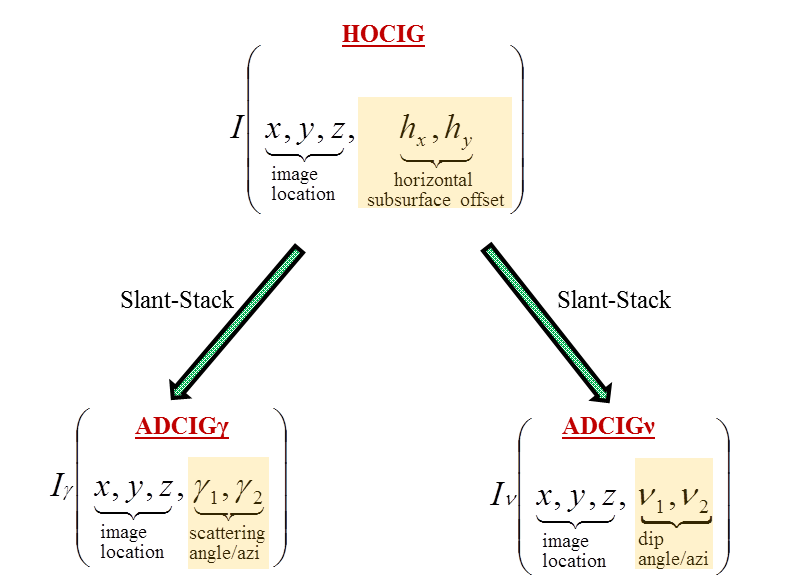 HOCIG
I ( x, y, z, h_x, h_y )
image location
horizontal subsurface offset
Slant-Stack
Slant-Stack
ADCIGγ
I_γ ( x, y, z, γ_1, γ_2 )
image location
scattering angle/azi
ADCIGν
I_ν ( x, y, z, ν_1, ν_2 )
image location
dip angle/azi